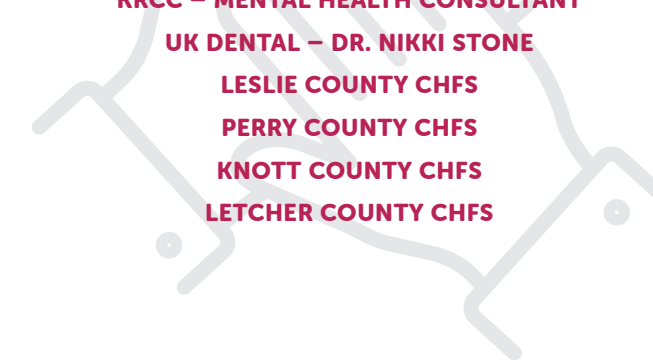 KRCC – MENTAL HEALTH CONSULTANT
UK DENTAL – DR. NIKKI STONE
LESLIE COUNTY CHFS
PERRY COUNTY CHFS
KNOTT COUNTY CHFS
LETCHER COUNTY CHFS